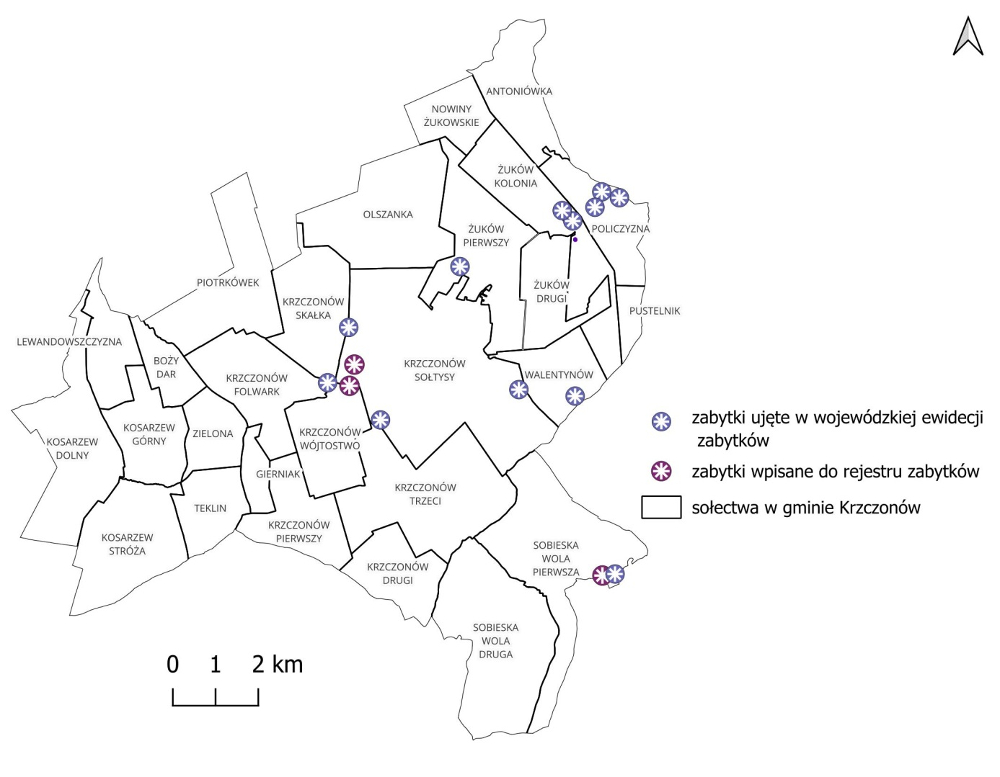 ANTONIÓWKA
NOWINY
ŻUKOWSKIE
ŻUKÓW
KOLONIA
OLSZANKA
ŻUKÓW
PIERWSZY
POLICZYZNA
PIOTRKÓWEK
KRZCZONÓW
SKAŁKA
ŻUKÓW
DRUGI
PUSTELNIK
LEWANDOWSZCZYZNA
BOŻY
DAR
KRZCZONÓW
FOLWARK
KRZCZONÓW
SOŁTYSY
WALENTYNÓW
KOSARZEW
DOLNY
KOSARZEW
GÓRNY
ZIELONA
KRZCZONÓW
WÓJTOSTWO
GIERNIAK
KRZCZONÓW
TRZECI
TEKLIN
KOSARZEW
STRÓŻA
KRZCZONÓW
PIERWSZY
KRZCZONÓW
DRUGI
SOBIESKA
WOLA
PIERWSZA
SOBIESKA
WOLA
DRUGA
zabytki ujęte w wojewódzkiej ewidecji
zabytków
zabytki wpisane do rejestru zabytków
sołectwa w gminie Krzczonów
0 1 2 km